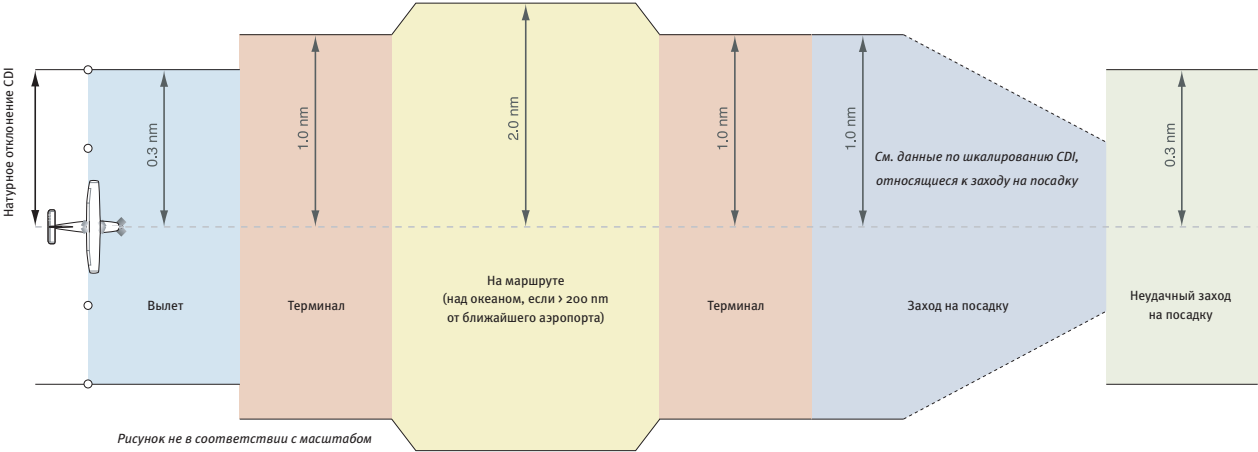 Натурное отклонение CDI
0.3 nm
1.0 nm
2.0 nm
1.0 nm
1.0 nm
См. данные по шкалированию CDI,
относящиеся к заходу на посадку
0.3 nm
Вылет
Терминал
На маршруте
(над океаном, если > 200 nm
от ближайшего аэропорта)
Терминал
Заход на посадку
Неудачный заход
на посадку
Рисунок не в соответствии с масштабом